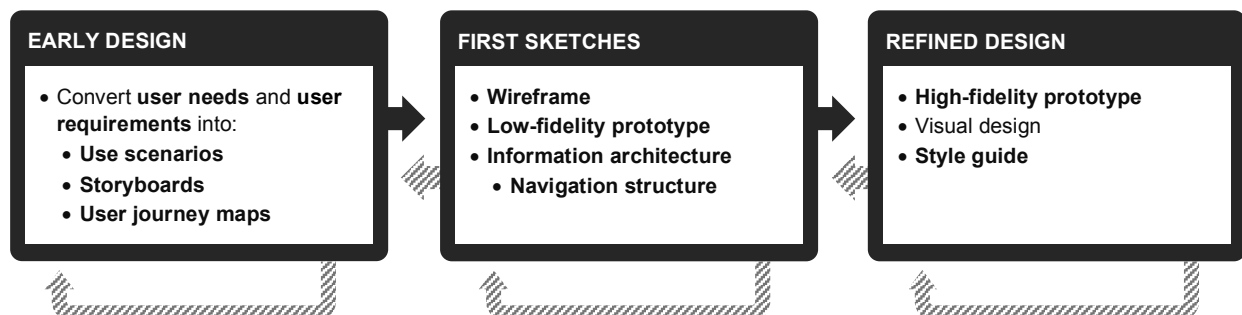 EARLY DESIGN
• Convert user needs and user
requirements into:
• Use scenarios
• Storyboards
• User journey maps
FIRST SKETCHES
• Wireframe
• Low-fidelity prototype
• Information architecture
• Navigation structure
REFINED DESIGN
• High-fidelity prototype
• Visual design
• Style guide